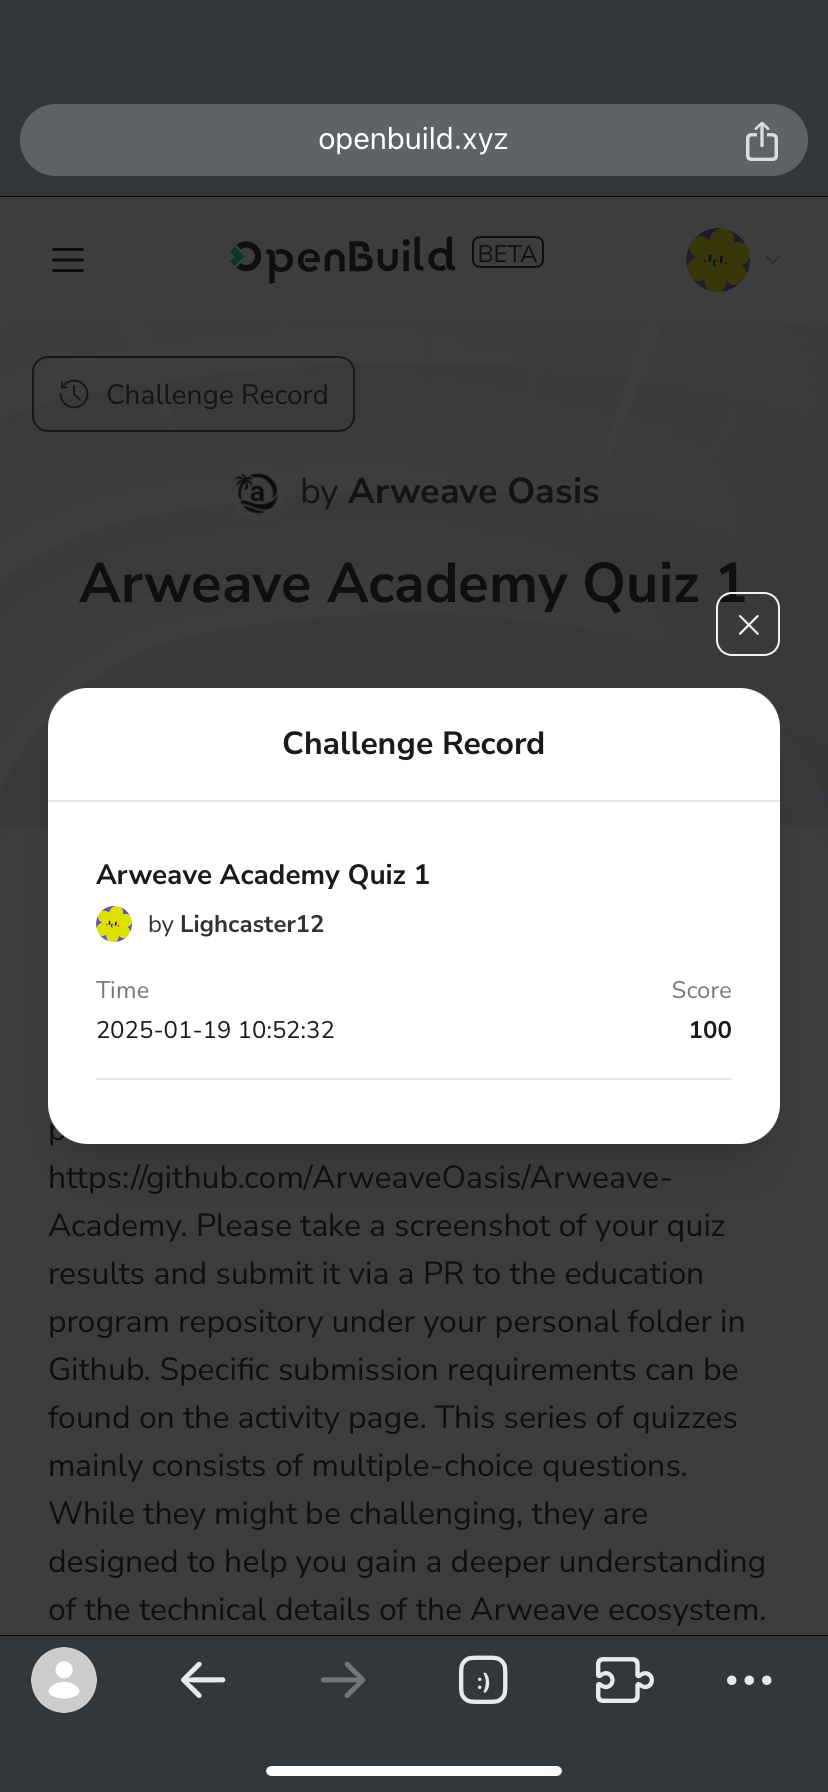 openbuild.xyz
OpenBuild BETA
Challenge Record
by Arweave Oasis
Arweave Academy Quiz 1
Challenge Record
Arweave Academy Quiz 1
by Lighcaster12
Time Score
2025-01-19 10:52:32 100
https://github.com/ArweaveOasis/Arweave-
Academy. Please take a screenshot of your quiz
results and submit it via a PR to the education
program repository under your personal folder in
Github. Specific submission requirements can be
found on the activity page. This series of quizzes
mainly consists of multiple-choice questions.
While they might be challenging, they are
designed to help you gain a deeper understanding
of the technical details of the Arweave ecosystem.
:)